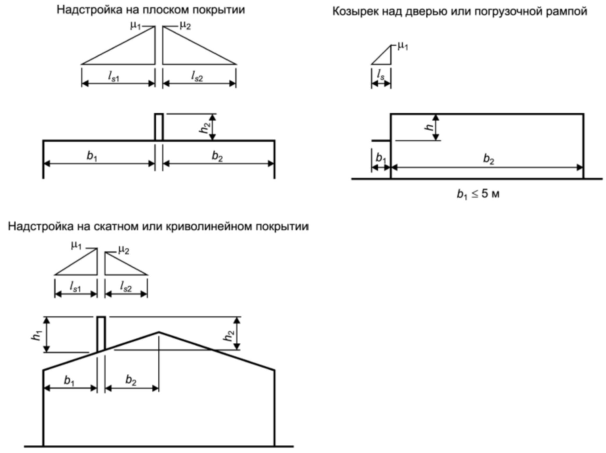 Надстройка на плоском покрытии
μ1 μ2
ls1 ls2
h2
b1 b2
Козырек над дверью или погрузочной рампой
μ1
ls
h
b1 b2
b1 ≤ 5 м
Надстройка на скатном или криволинейном покрытии
μ1 μ2
ls1 ls2
h1 h2
b1 b2